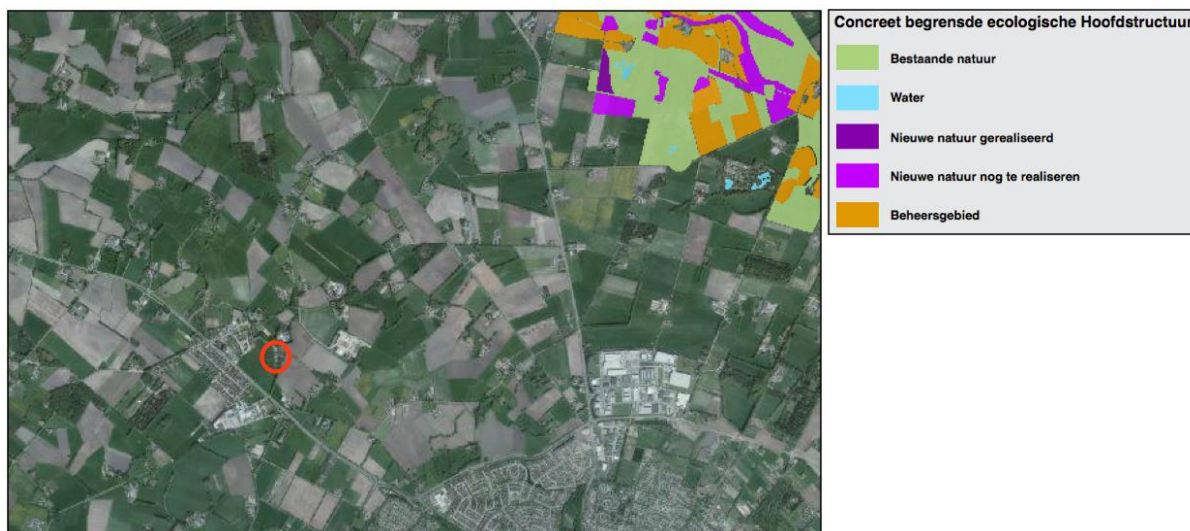 Concreet begrensde ecologische Hoofdstructuur
Bestaande natuur
Water
Nieuwe natuur gerealiseerd
Nieuwe natuur nog te realiseren
Beheersgebied